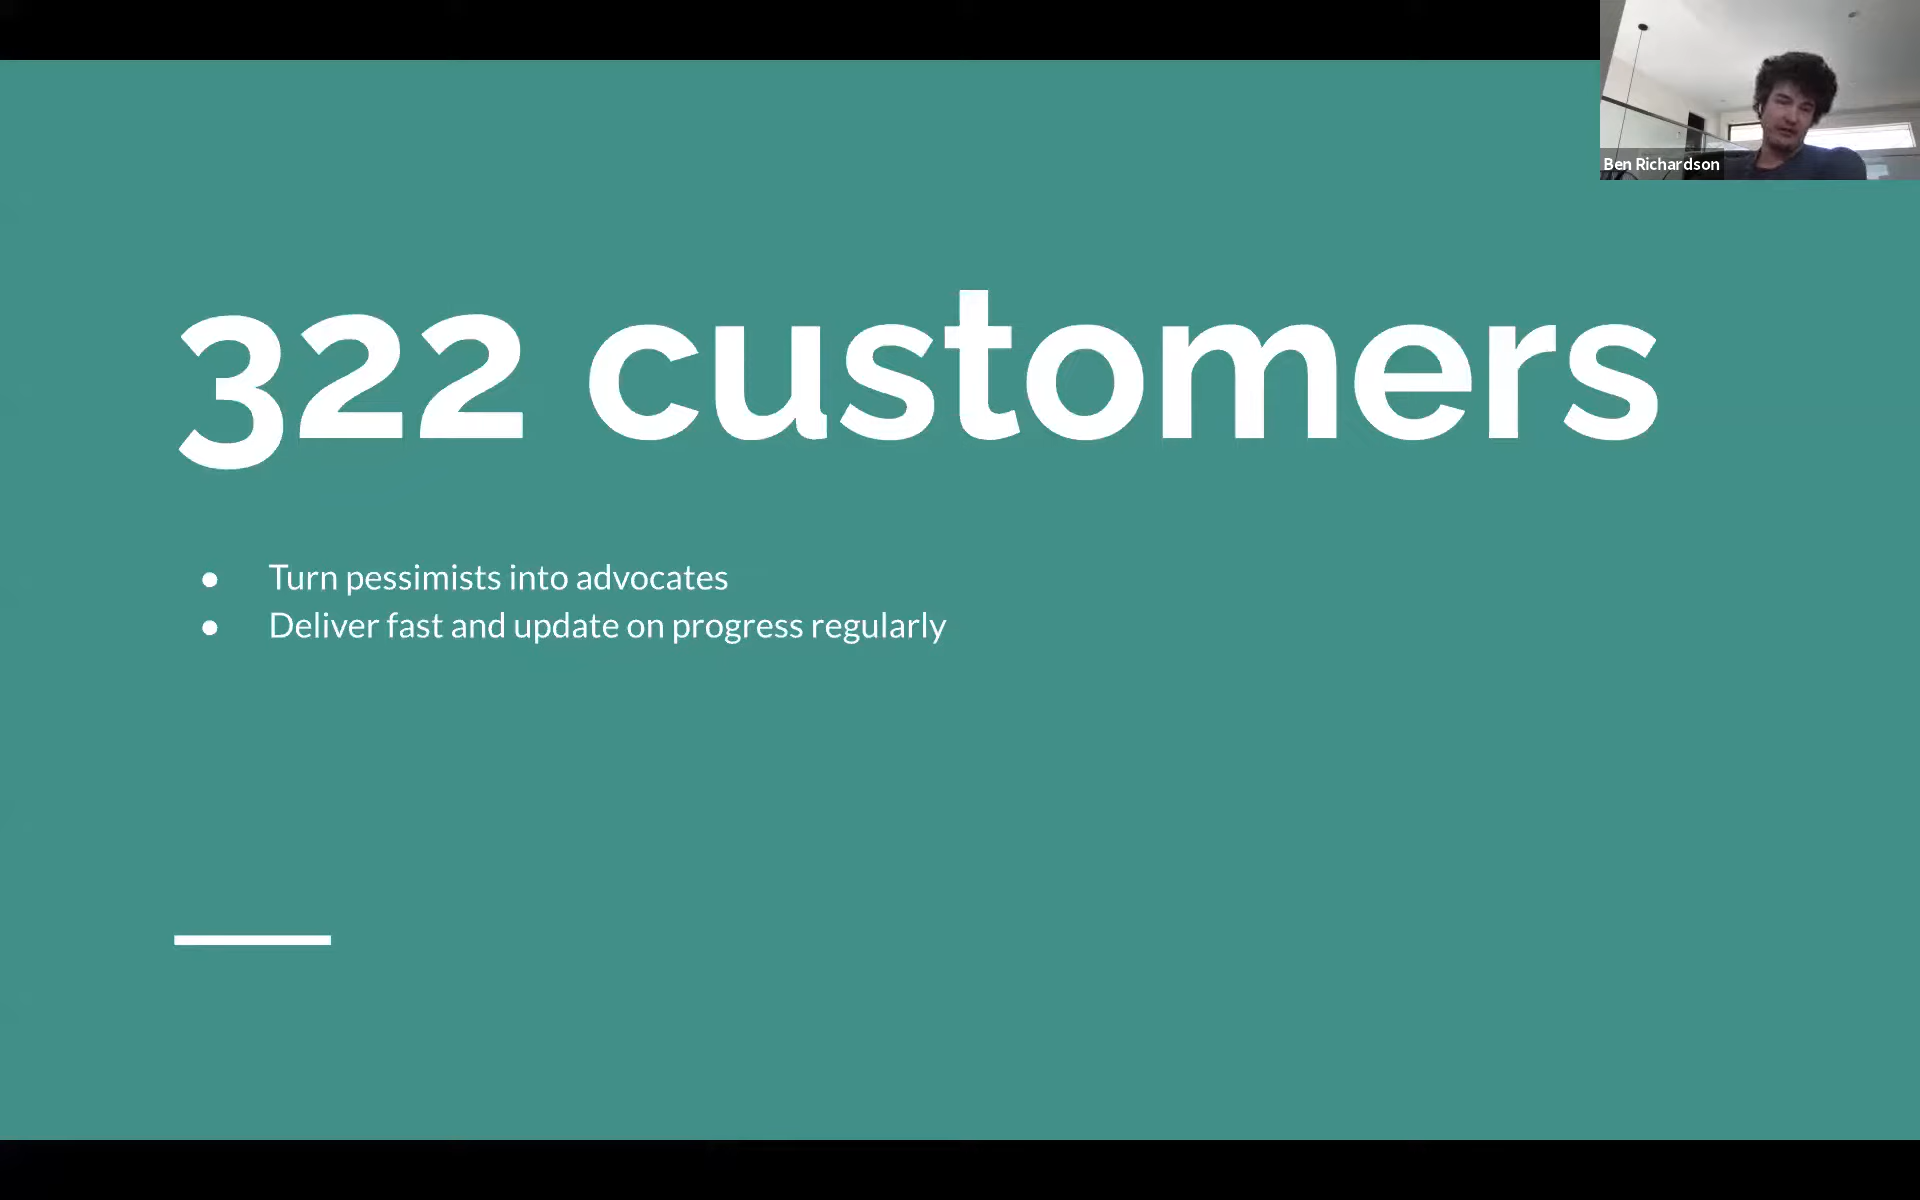 Ben Richardson
322 customers
● Turn pessimists into advocates
● Deliver fast and update on progress regularly